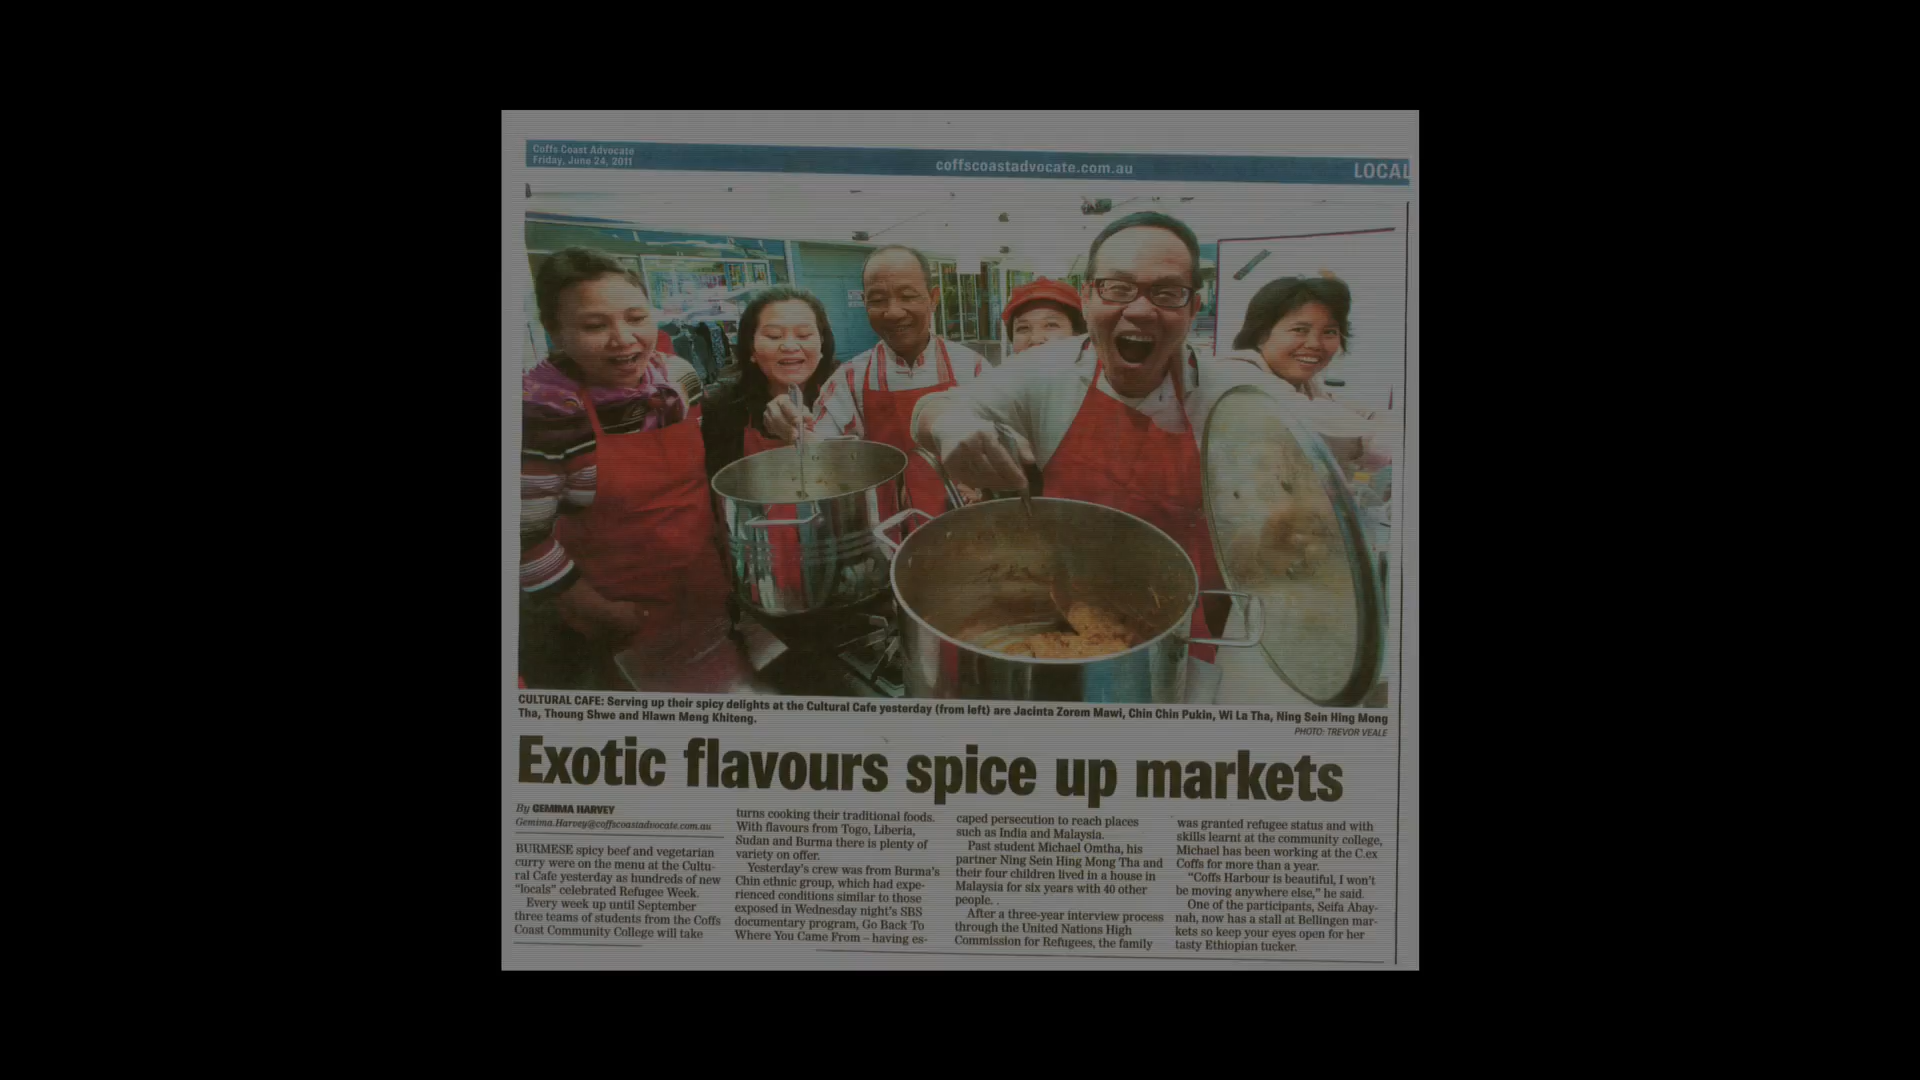 Coffs Coast Advocate
Friday, June 24, 2011
coffscoastadvocate.com.au
LOCAL
CULTURAL CAFE: Serving up their spicy delights at the Cultural Cafe yesterday (from left) are Jacinta Zorem Mawi, Chin Chin Pukin, Wi La Tha, Ning Sein Hing Mong
Tha, Thoung Shwe and Hlawn Meng Khiteng.
PHOTO: TREVOR VEALE
Exotic flavours spice up markets
By GEMIMA HARVEY
Gemima.Harvey@coffscoastadvocate.com.au
BURMESE spicy beef and vegetarian
curry were on the menu at the Cultu-
ral Cafe yesterday as hundreds of new
“locals” celebrated Refugee Week.
Every week up until September
three teams of students from the Coffs
Coast Community College will take
turns cooking their traditional foods.
With flavours from Togo, Liberia,
Sudan and Burma there is plenty of
variety on offer.
Yesterday’s crew was from Burma’s
Chin ethnic group, which had expe-
rienced conditions similar to those
exposed in Wednesday night’s SBS
documentary program, Go Back To
Where You Came From – having es-
caped persecution to reach places
such as India and Malaysia.
Past student Michael Omtha, his
partner Ning Sein Hing Mong Tha and
their four children lived in a house in
Malaysia for six years with 40 other
people.
After a three-year interview process
through the United Nations High
Commission for Refugees, the family
was granted refugee status and with
skills learnt at the community college,
Michael has been working at the C.ex
Coffs for more than a year.
“Coffs Harbour is beautiful, I won’t
be moving anywhere else,” he said.
One of the participants, Seifa Abay-
nah, now has a stall at Bellingen mar-
kets so keep your eyes open for her
tasty Ethiopian tucker.